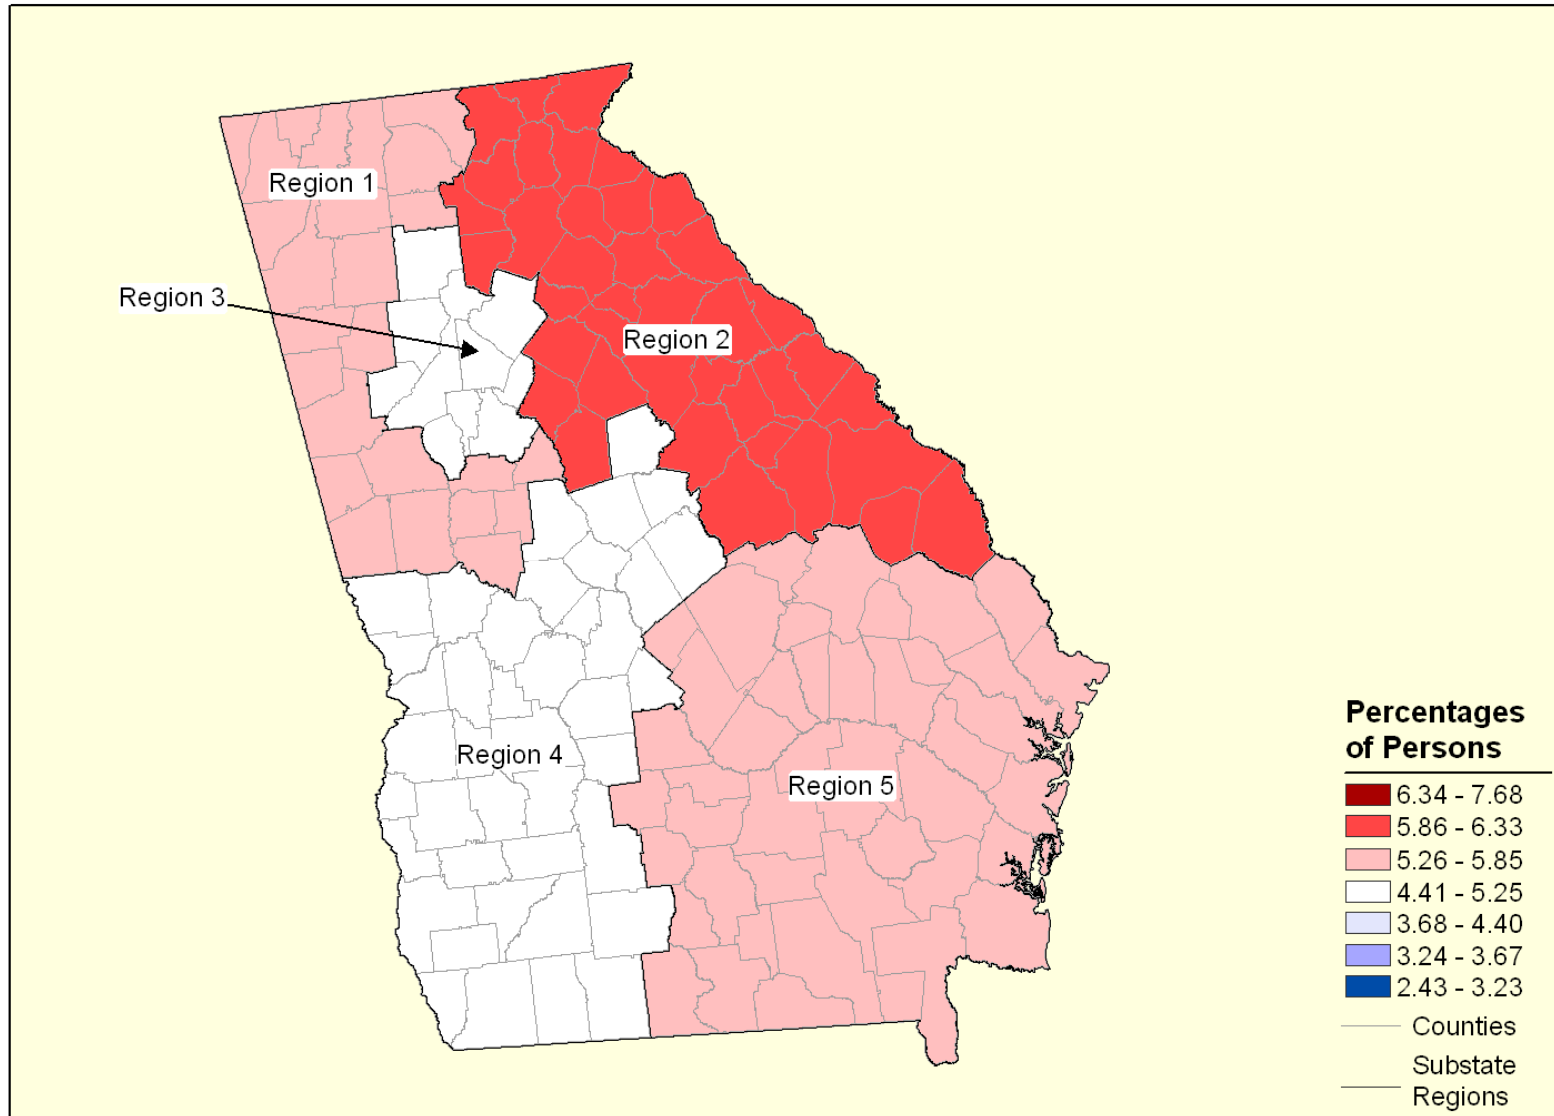 Region 1
Region 3
Region 2
Region 4
Region 5
Percentages
of Persons
6.34 - 7.68
5.86 - 6.33
5.26 - 5.85
4.41 - 5.25
3.68 - 4.40
3.24 - 3.67
2.43 - 3.23
Counties
Substate
Regions